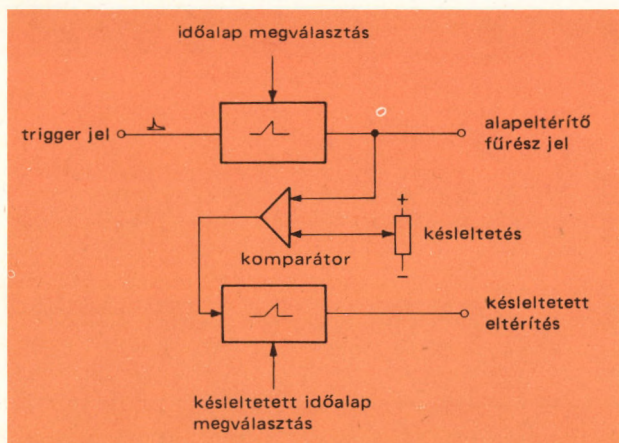 időalap megválasztás
trigger jel
alapeltérítő
fűrész jel
+
késleltetés
komparátor
−
késleltetett
eltérítés
késleltetett időalap
megválasztás